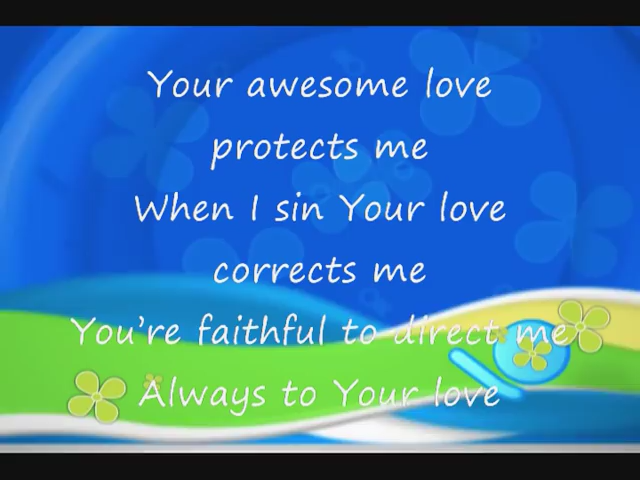 Your awesome love
protects me
When I sin Your love
corrects me
You're faithful to direct me
Always to Your love